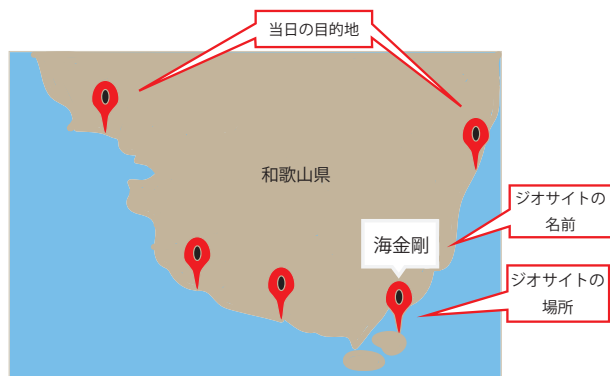 当日の目的地
和歌山県
ジオサイトの
名前
海金剛
ジオサイトの
場所